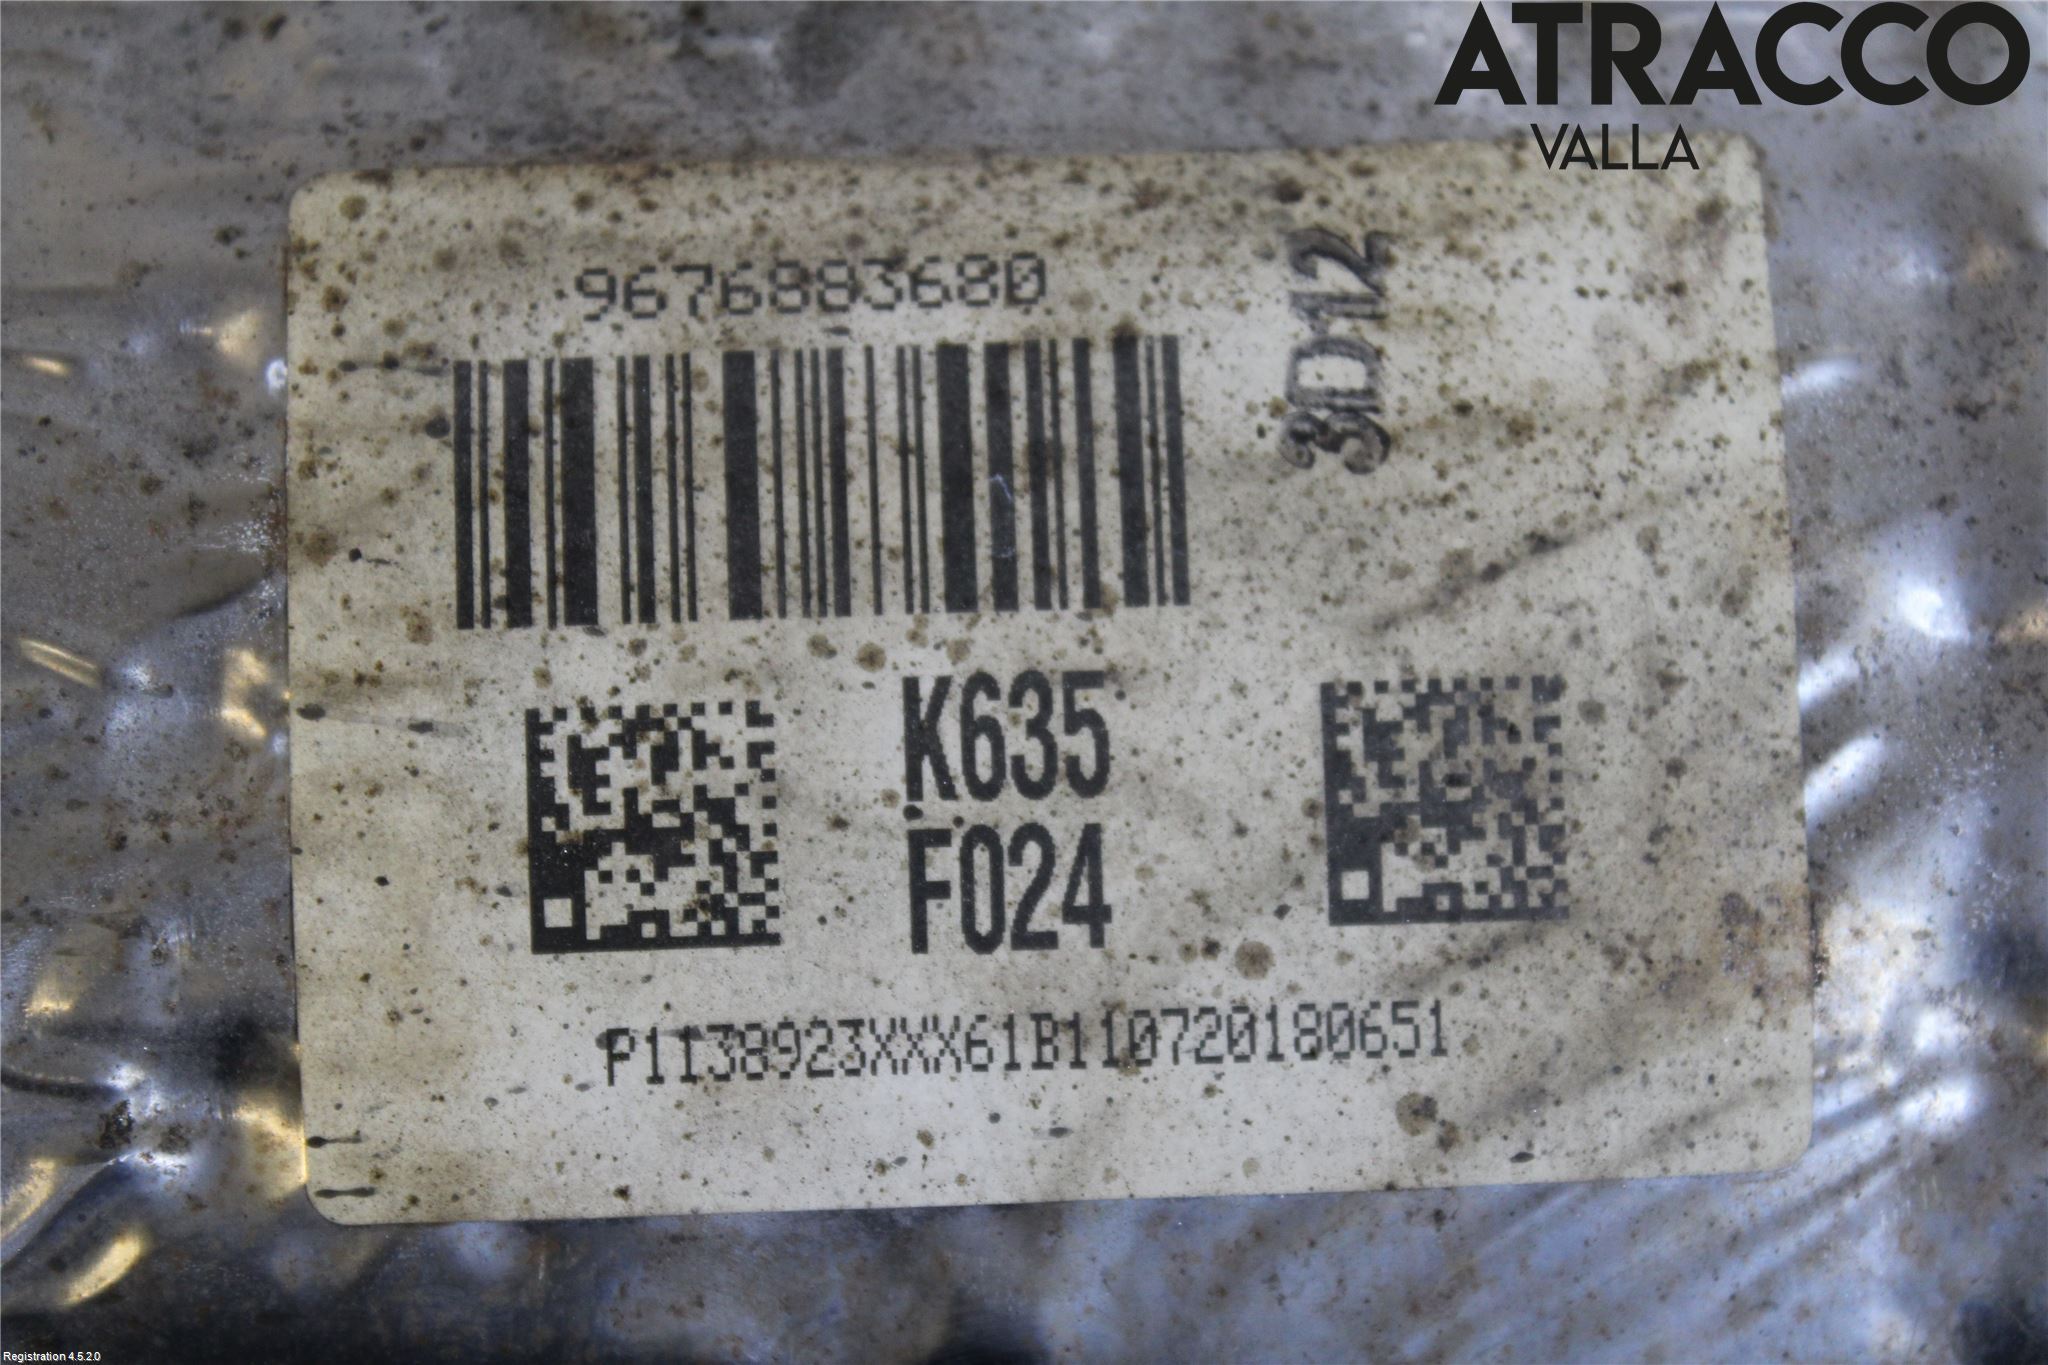 ATRACCO
VALLA
9676883680
3D12
K635
F024
P1138923XXX61B110720180651
Registration 4.5.2.0